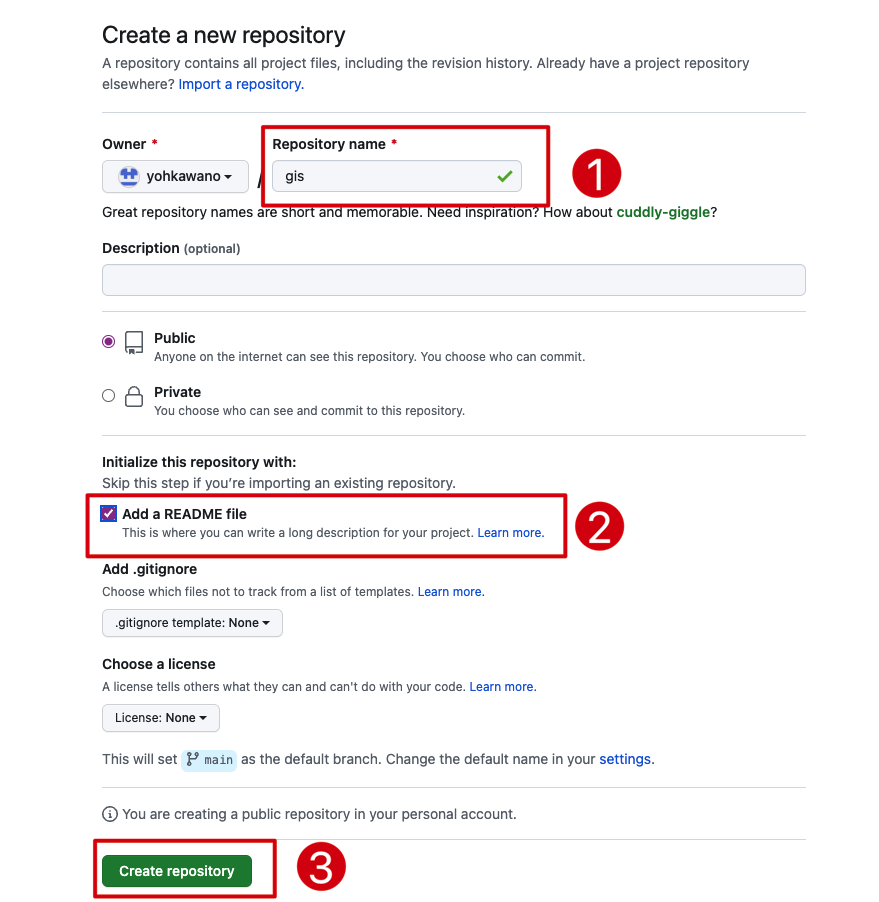 Create a new repository
A repository contains all project files, including the revision history. Already have a project repository
elsewhere? Import a repository.
Owner * Repository name *
yohkawano / gis
1
Great repository names are short and memorable. Need inspiration? How about cuddly-giggle?
Description (optional)
Public
Anyone on the internet can see this repository. You choose who can commit.
Private
You choose who can see and commit to this repository.
Initialize this repository with:
Skip this step if you’re importing an existing repository.
Add a README file
This is where you can write a long description for your project. Learn more.
2
Add .gitignore
Choose which files not to track from a list of templates. Learn more.
.gitignore template: None
Choose a license
A license tells others what they can and can't do with your code. Learn more.
License: None
This will set main as the default branch. Change the default name in your settings.
You are creating a public repository in your personal account.
Create repository
3